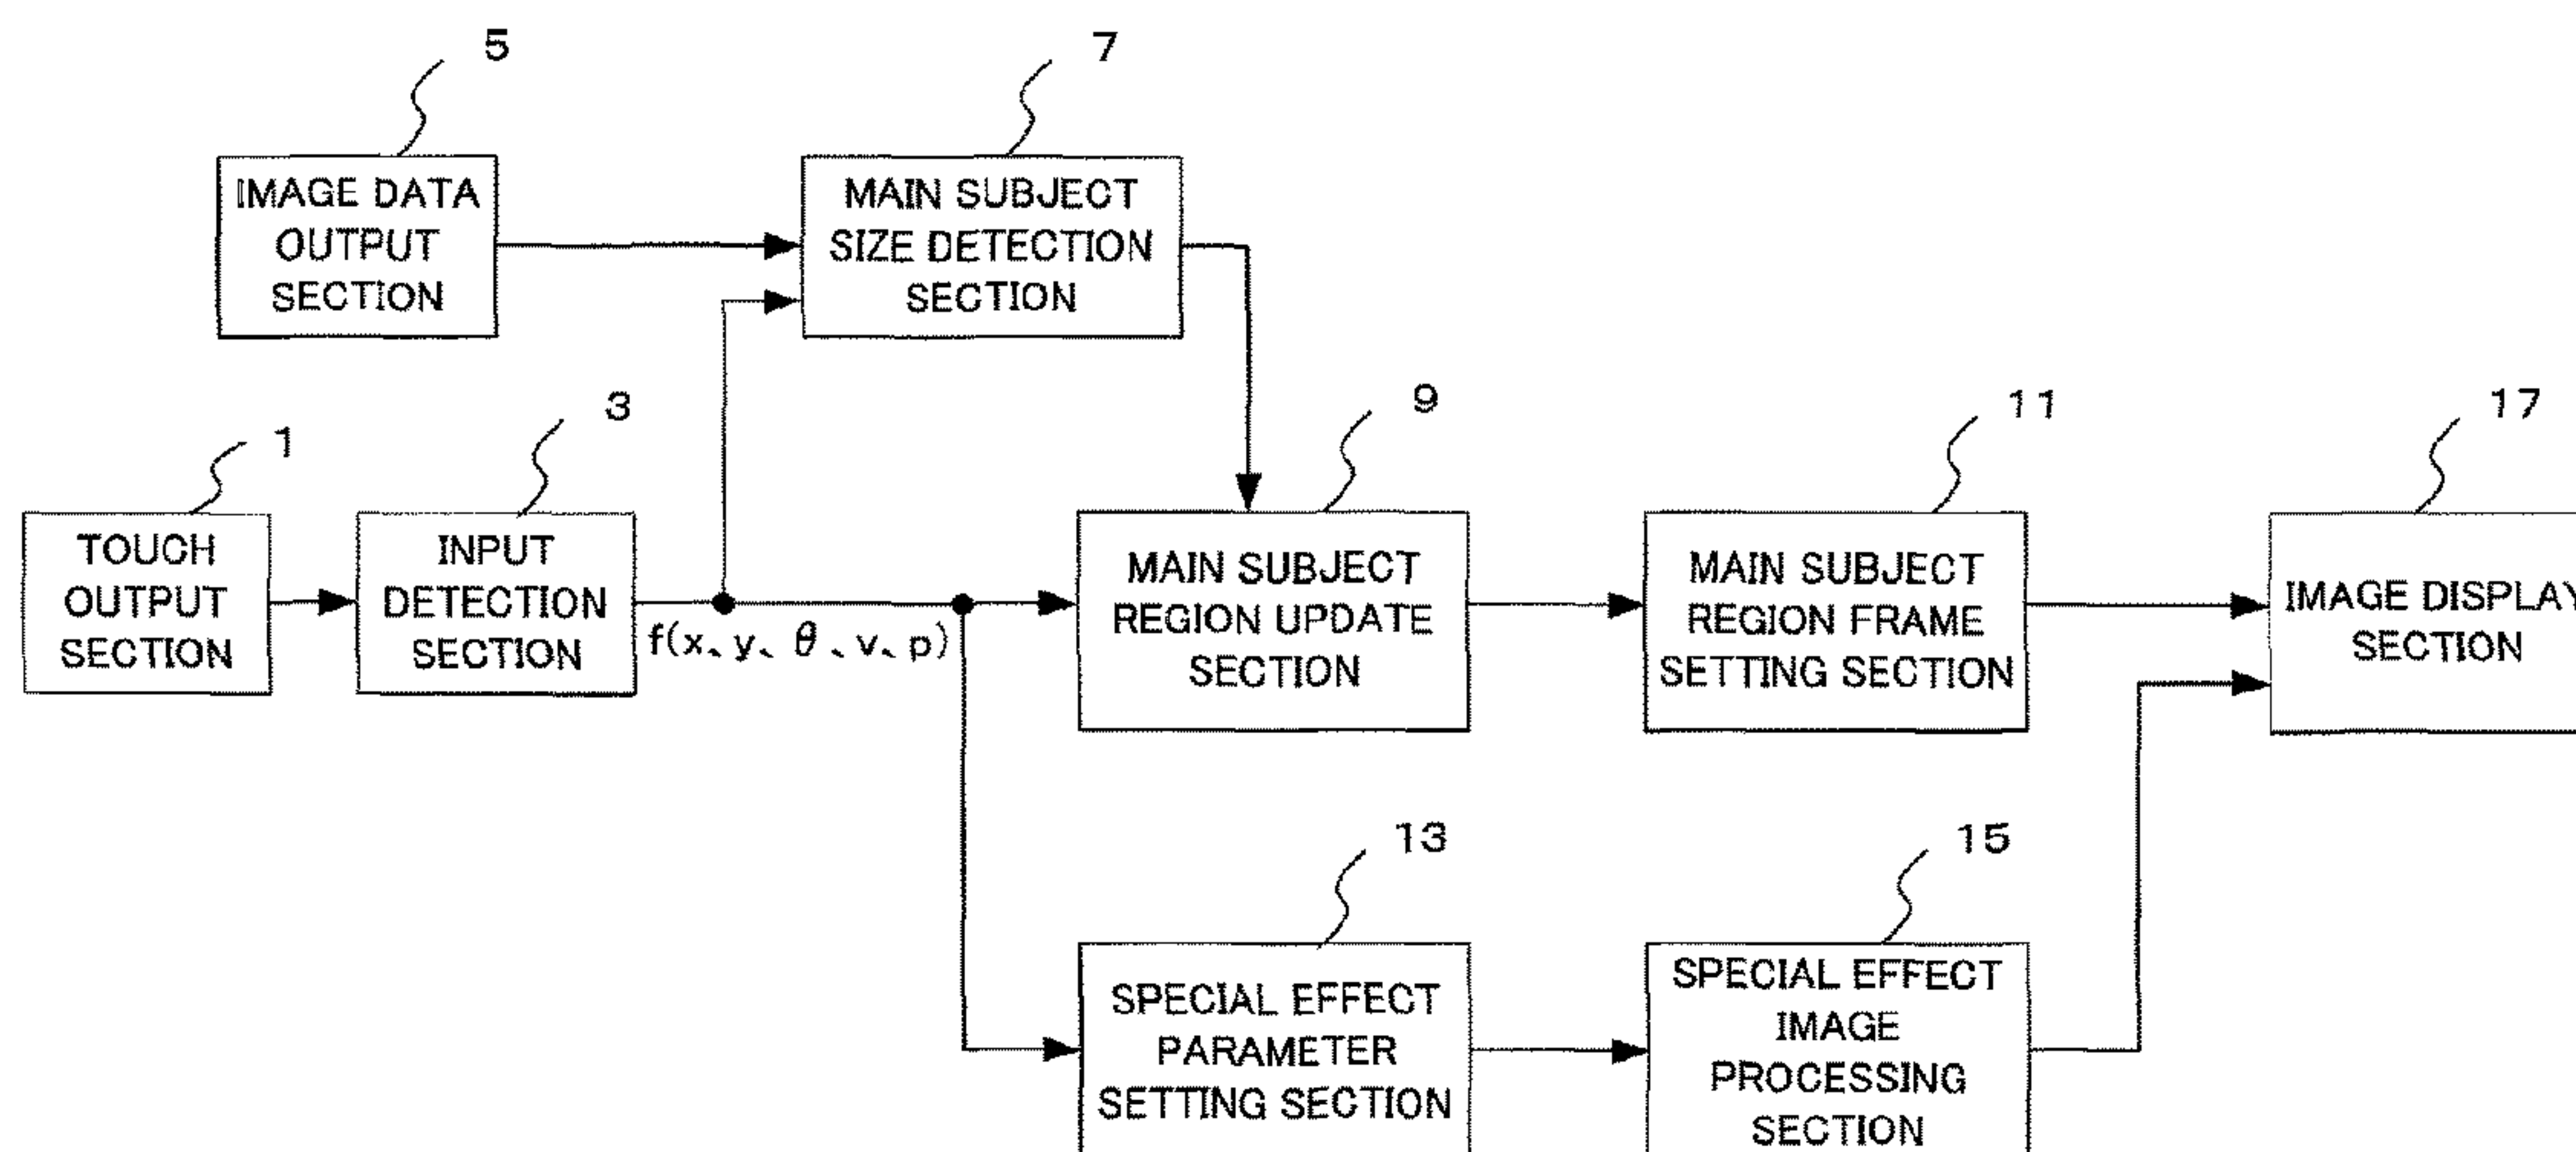 5
7
IMAGE DATA
OUTPUT
SECTION
MAIN SUBJECT
SIZE DETECTION
SECTION
1
3
9
11
17
TOUCH
OUTPUT
SECTION
INPUT
DETECTION
SECTION
f(x、y、θ、v、p)
MAIN SUBJECT
REGION UPDATE
SECTION
MAIN SUBJECT
REGION FRAME
SETTING SECTION
IMAGE DISPLAY
SECTION
13
15
SPECIAL EFFECT
PARAMETER
SETTING SECTION
SPECIAL EFFECT
IMAGE
PROCESSING
SECTION